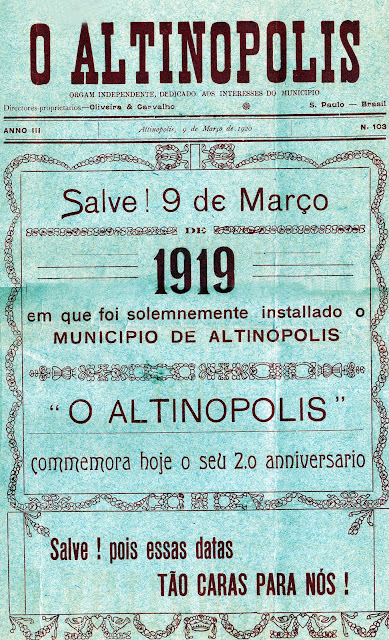 O ALTINOPOLIS
ORGAM INDEPENDENTE, DEDICADO AOS INTERESSES DO MUNICIPIO
Directores-proprietarios—Oliveira & Carvalho S. Paulo — Brasil
ANNO III Altinopolis, 9 de Março de 1920 N. 103
Salve! 9 de Março
DE
1919
em que foi solemnemente installado o
MUNICIPIO DE ALTINOPOLIS
“O ALTINOPOLIS”
commemora hoje o seu 2.o anniversario
Salve! pois essas datas
TÃO CARAS PARA NÓS!